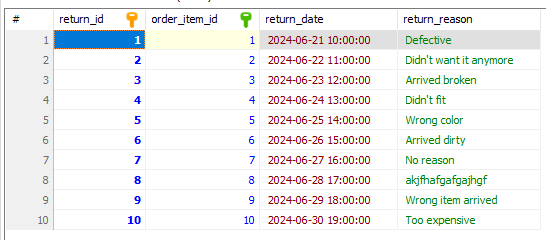 # return_id order_item_id return_date return_reason
1 1 1 2024-06-21 10:00:00 Defective
2 2 2 2024-06-22 11:00:00 Didn't want it anymore
3 3 3 2024-06-23 12:00:00 Arrived broken
4 4 4 2024-06-24 13:00:00 Didn't fit
5 5 5 2024-06-25 14:00:00 Wrong color
6 6 6 2024-06-26 15:00:00 Arrived dirty
7 7 7 2024-06-27 16:00:00 No reason
8 8 8 2024-06-28 17:00:00 akjfhafgafgajhgf
9 9 9 2024-06-29 18:00:00 Wrong item arrived
10 10 10 2024-06-30 19:00:00 Too expensive